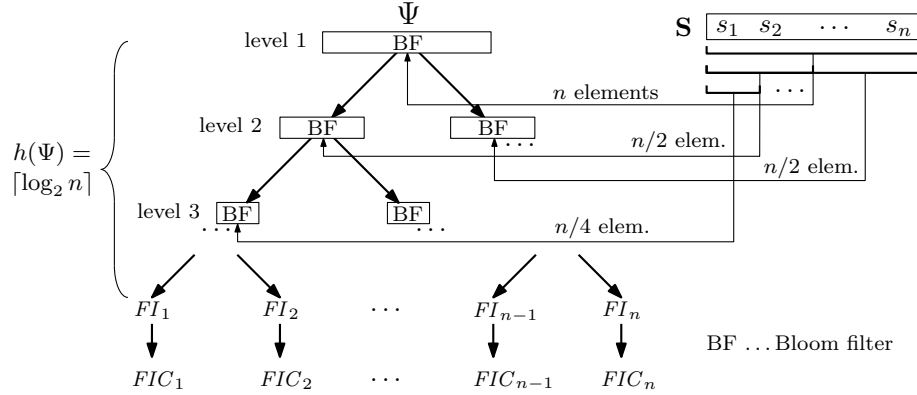 Ψ
level 1
BF
S s₁ s₂ ⋯ sₙ
n elements
⋯
level 2
BF
BF
⋯
n/2 elem.
n/2 elem.
h(Ψ) =
⌈log₂ n⌉
level 3
BF
BF
⋯
⋯
n/4 elem.
FI₁
FI₂
⋯
FIₙ₋₁
FIₙ
BF … Bloom filter
FIC₁
FIC₂
⋯
FICₙ₋₁
FICₙ